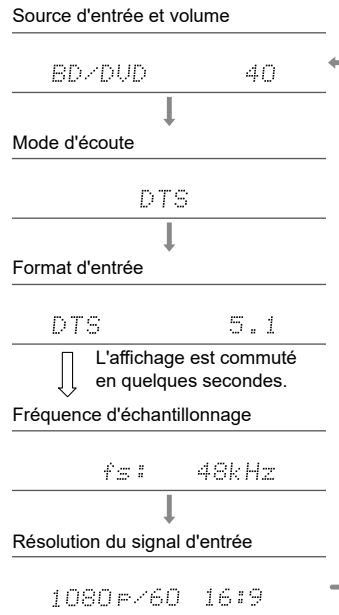 Source d'entrée et volume
BD/DVD 40
Mode d'écoute
DTS
Format d'entrée
DTS 5.1
L'affichage est commuté
en quelques secondes.
Fréquence d'échantillonnage
fs: 48kHz
Résolution du signal d'entrée
1080p/60 16:9